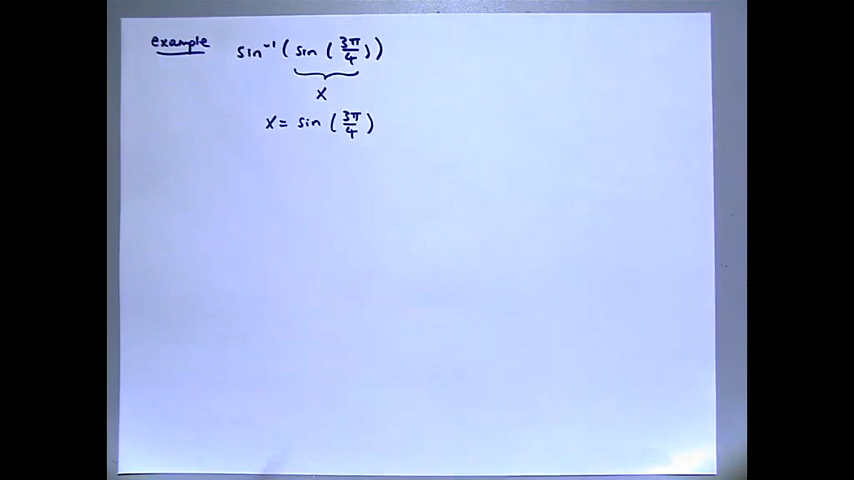 example sin⁻¹(sin(3π/4))
x
x = sin(3π/4)